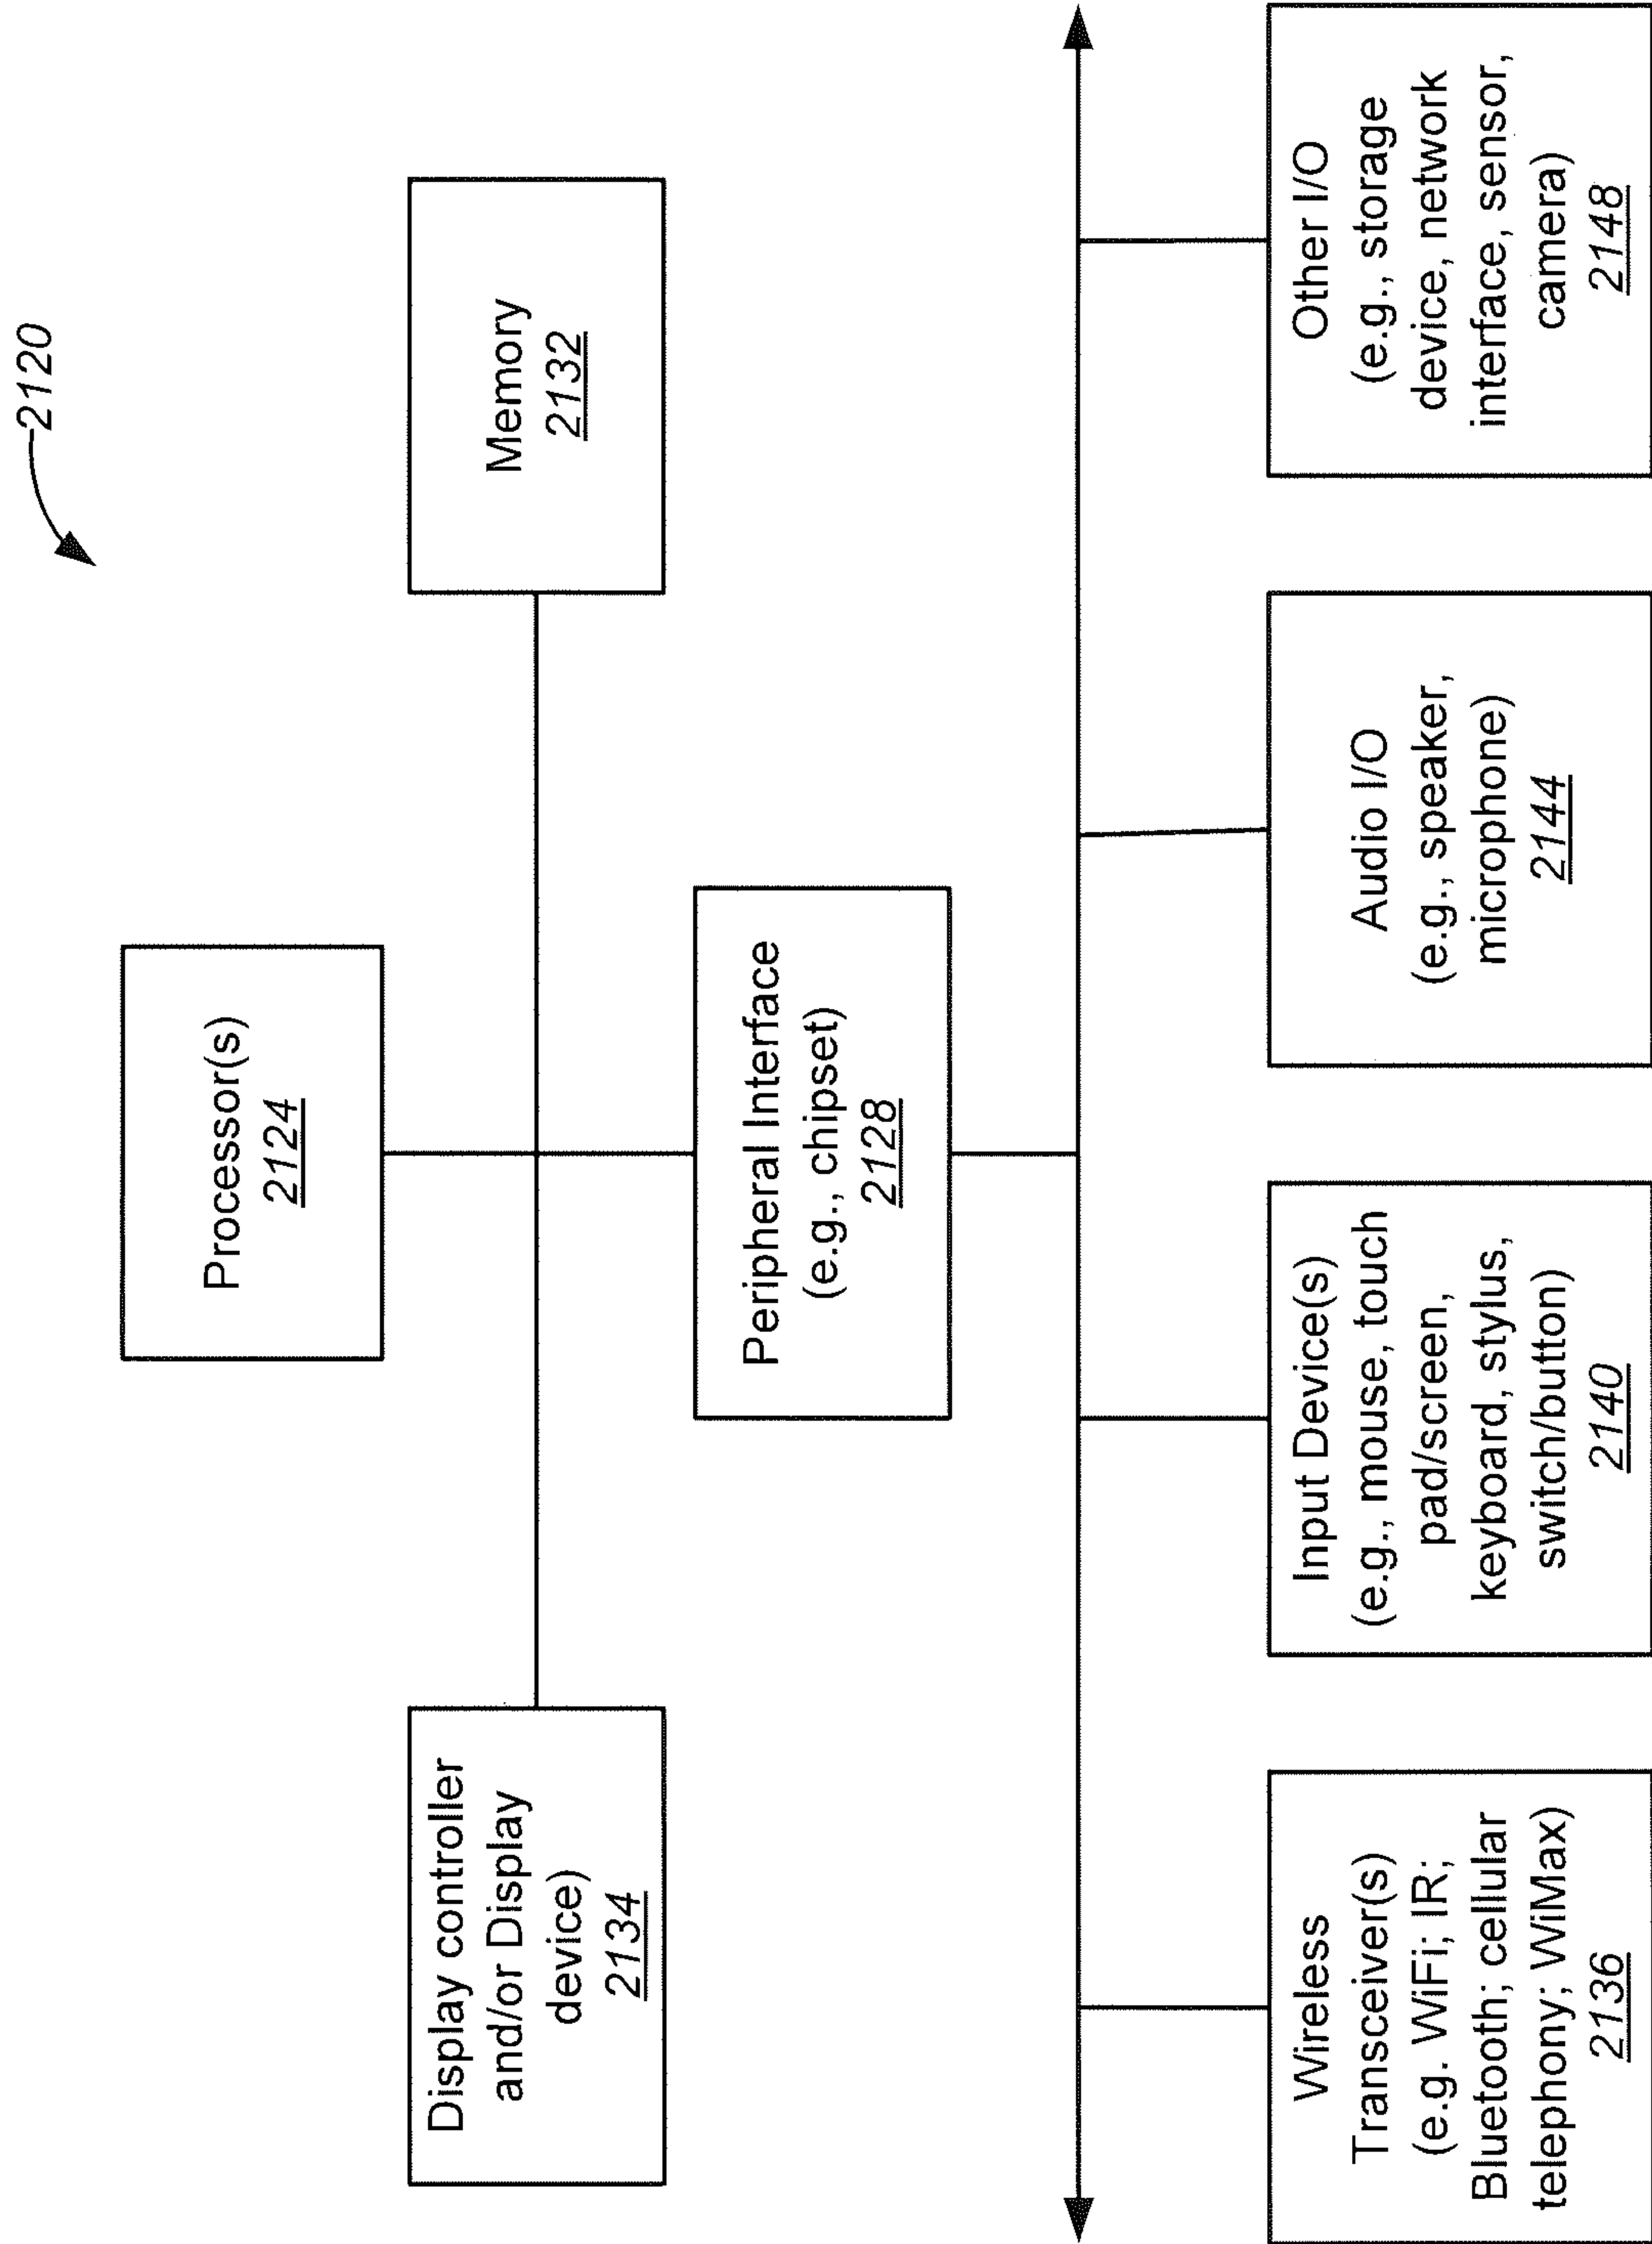 2120
Processor(s)
2124
Display controller
and/or Display
device)
2134
Memory
2132
Peripheral Interface
(e.g., chipset)
2128
Wireless
Transceiver(s)
(e.g. WiFi; IR;
Bluetooth; cellular
telephony; WiMax)
2136
Input Device(s)
(e.g., mouse, touch
pad/screen,
keyboard, stylus,
switch/button)
2140
Audio I/O
(e.g., speaker,
microphone)
2144
Other I/O
(e.g., storage
device, network
interface, sensor,
camera)
2148